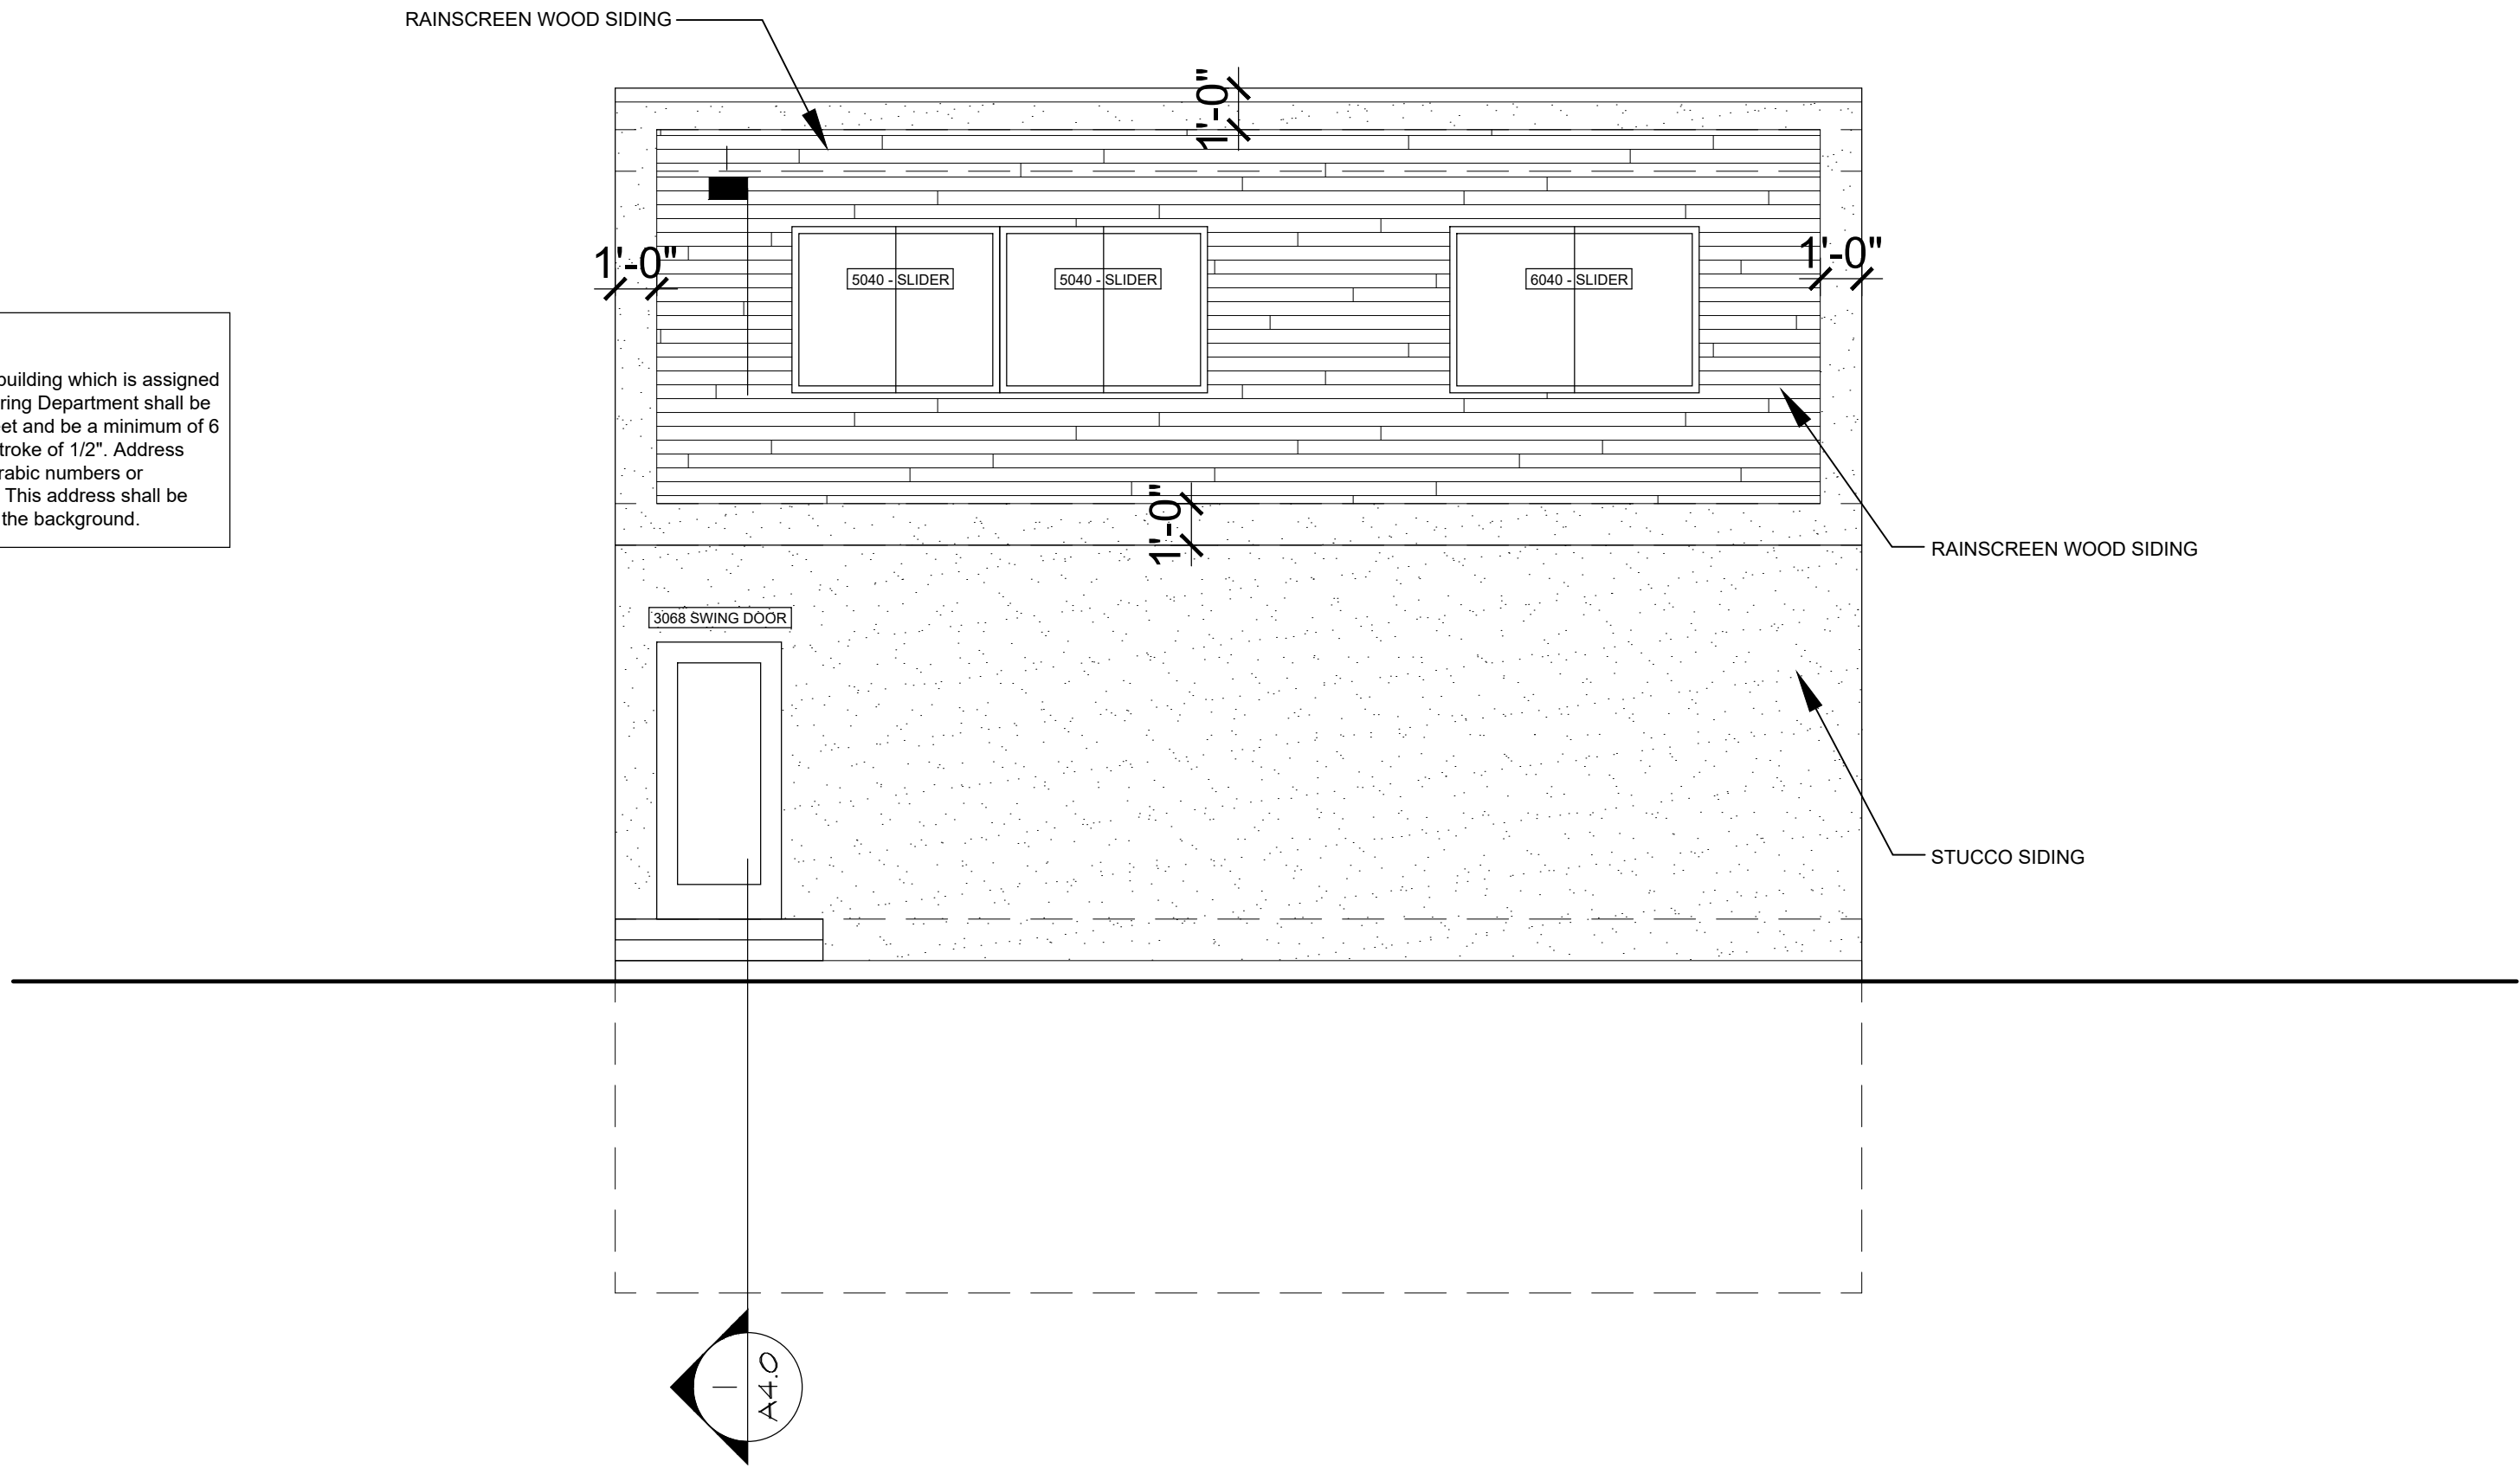 RAINSCREEN WOOD SIDING
1'-0"
1'-0"
1'-0"
5040 - SLIDER
5040 - SLIDER
6040 - SLIDER
building which is assigned
ring Department shall be
et and be a minimum of 6
troke of 1/2". Address
rabic numbers or
This address shall be
the background.
1'-0"
RAINSCREEN WOOD SIDING
3068 SWING DOOR
STUCCO SIDING
1
A4.0